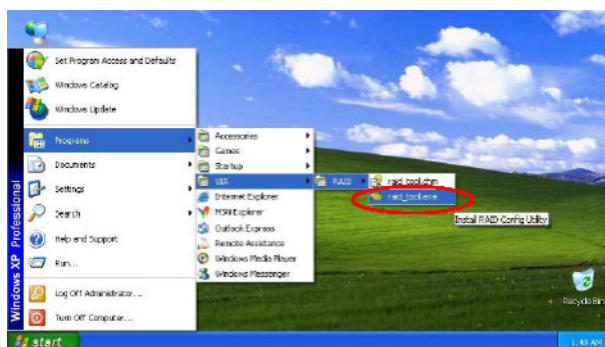 Set Program Access and Defaults
Windows Catalog
Windows Update
Programs
Documents
Settings
Search
Help and Support
Run...
Log Off Administrator...
Turn Off Computer...
Windows XP Professional
Accessories
Games
Startup
VIA
Internet Explorer
MSN Explorer
Outlook Express
Remote Assistance
Windows Media Player
Windows Messenger
RAID
raid_tool.chm
raid_tool.exe
Install RAID Config Utility
Recycle Bin
start
1:49 AM